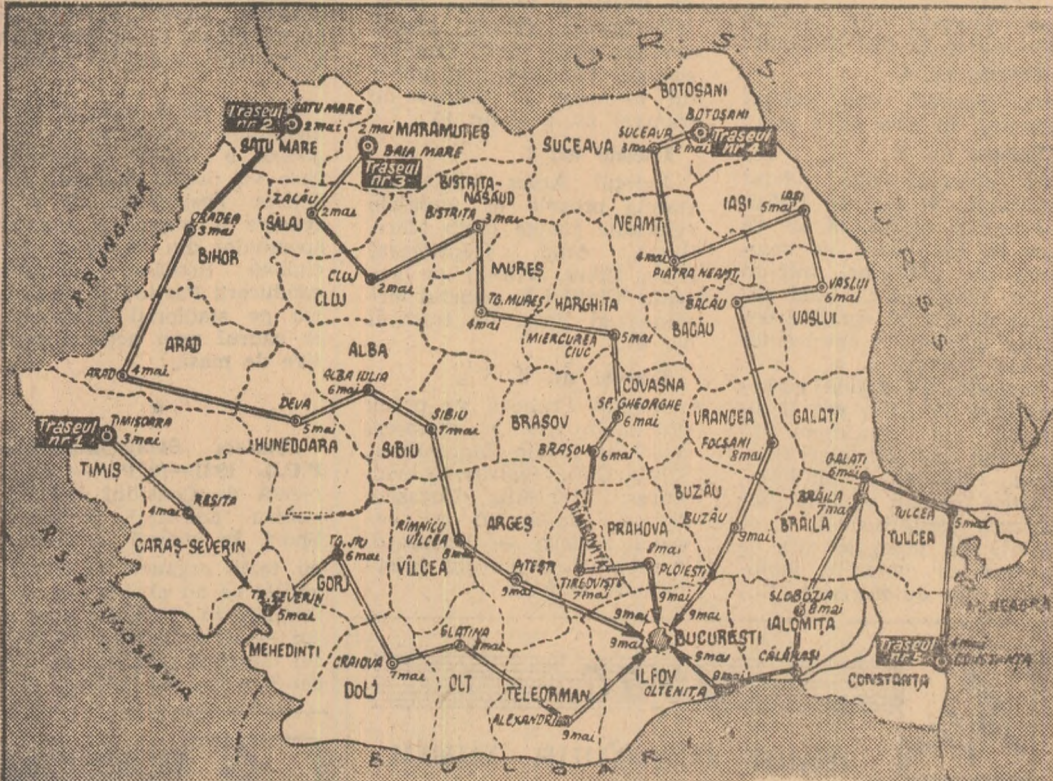 U. R. S. S.
BOTOȘANI
BOTOȘANI
2 mai
Traseul
nr. 4
SUCEAVA
SUCEAVA
3 mai
Traseul
nr. 2
SATU MARE
2 mai
SATU MARE
2 mai
MARAMUREȘ
BAIA MARE
Traseul
nr. 3
BISTRIȚA-
NĂSĂUD
BISTRIȚA
3 mai
ZALĂU
2 mai
SĂLAJ
NEAMȚ
IAȘI
IAȘI
5 mai
U R S S
R. P. UNGARĂ
ORADEA
3 mai
BIHOR
4 mai
PIATRA NEAMȚ
MUREȘ
CLUJ
2 mai
CLUJ
VASLUI
6 mai
TG. MUREȘ
4 mai
HARGHITA
BACĂU
BACĂU
VASLUI
MIERCUREA
CIUC
5 mai
ARAD
ARAD
4 mai
ALBA
ALBA IULIA
6 mai
COVASNA
SF. GHEORGHE
6 mai
DEVA
5 mai
HUNEDOARA
SIBIU
7 mai
SIBIU
BRAȘOV
BRAȘOV
6 mai
VRANCEA
FOCȘANI
8 mai
GALAȚI
Traseul
nr. 1
TIMIȘOARA
3 mai
TIMIȘ
GALAȚI
6 mai
REȘIȚA
4 mai
BUZĂU
BUZĂU
9 mai
BRĂILA
7 mai
BRĂILA
TULCEA
5 mai
TULCEA
ARGEȘ
DÎMBOVIȚA
PRAHOVA
8 mai
PLOIEȘTI
RÎMNICU
VÎLCEA
8 mai
VÎLCEA
CARAȘ-SEVERIN
TG. JIU
6 mai
GORJ
PITEȘTI
9 mai
TÎRGOVIȘTE
7 mai
9 mai
9 mai
TR. SEVERIN
5 mai
SLOBOZIA
8 mai
IALOMIȚA
M. NEAGRĂ
R. S. F. IUGOSLAVIA
9 mai
9 mai
BUCUREȘTI
9 mai
MEHEDINȚI
SLATINA
8 mai
CRAIOVA
7 mai
CĂLĂRAȘI
Traseul
nr. 5
4 mai
CONSTANȚA
CONSTANȚA
DOLJ
OLT
ILFOV
OLTENIȚA
8 mai
TELEORMAN
ALEXANDRIA
9 mai